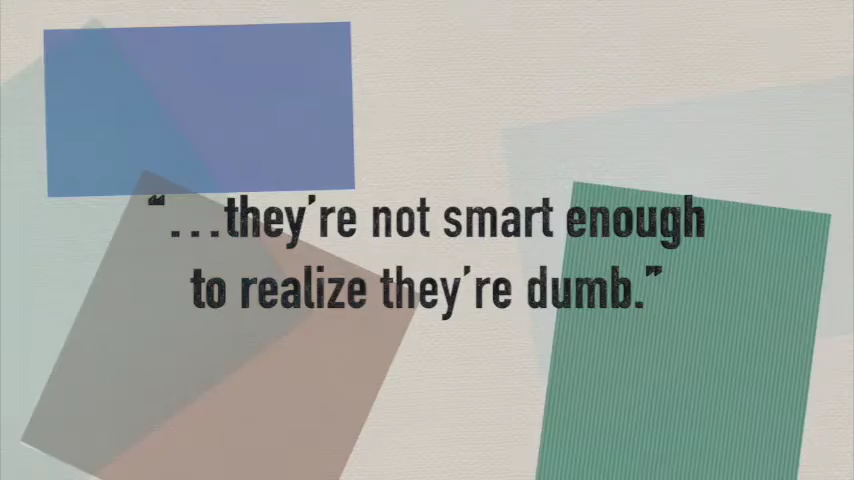 “...they’re not smart enough
to realize they’re dumb.”